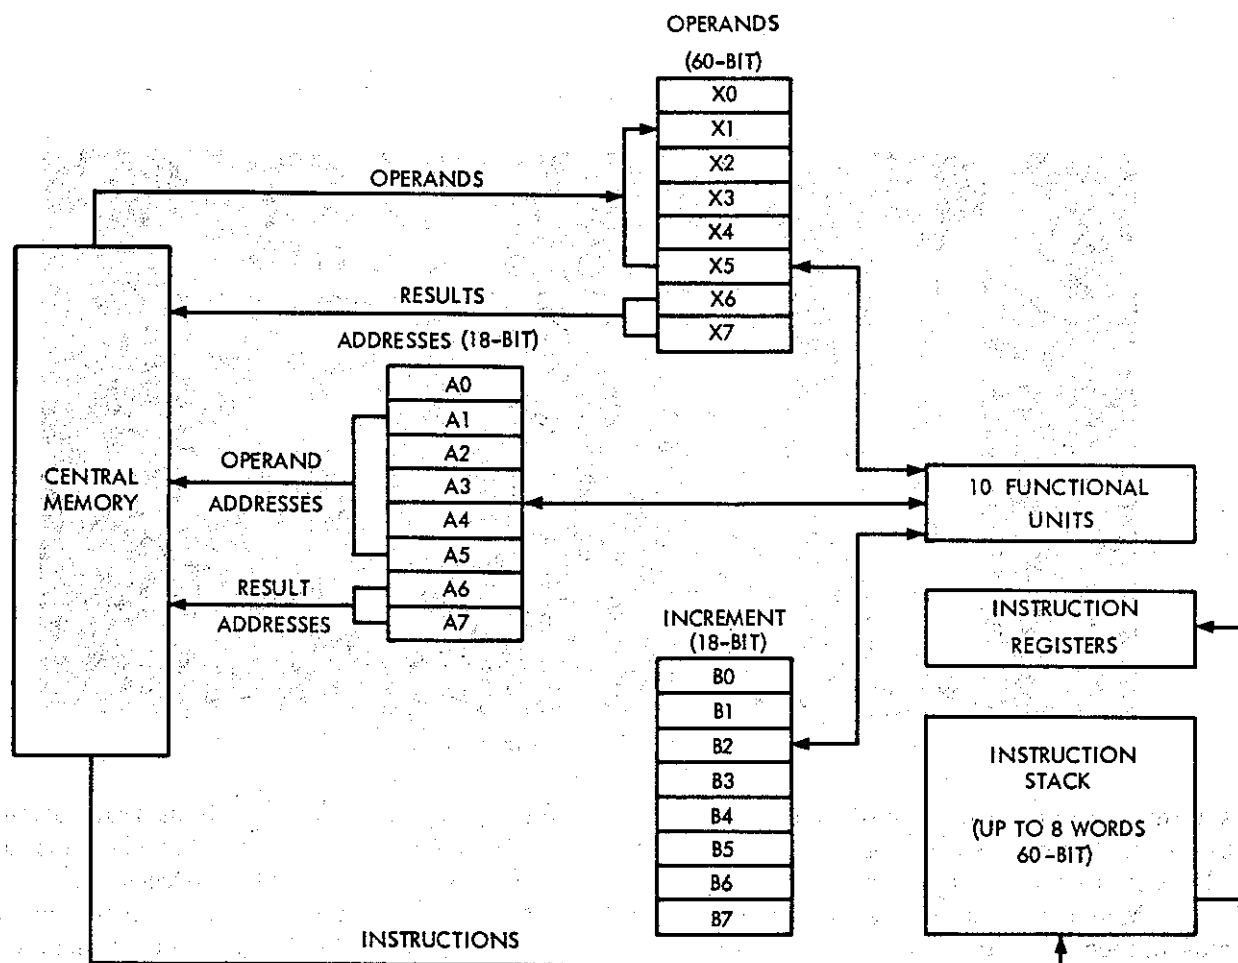 OPERANDS
(60-BIT)
X0
X1
X2
X3
X4
X5
X6
X7
OPERANDS
RESULTS
ADDRESSES (18-BIT)
A0
A1
A2
A3
A4
A5
A6
A7
CENTRAL
MEMORY
OPERAND
ADDRESSES
RESULT
ADDRESSES
10 FUNCTIONAL
UNITS
INSTRUCTION
REGISTERS
INCREMENT
(18-BIT)
B0
B1
B2
B3
B4
B5
B6
B7
INSTRUCTION
STACK
(UP TO 8 WORDS
60-BIT)
INSTRUCTIONS